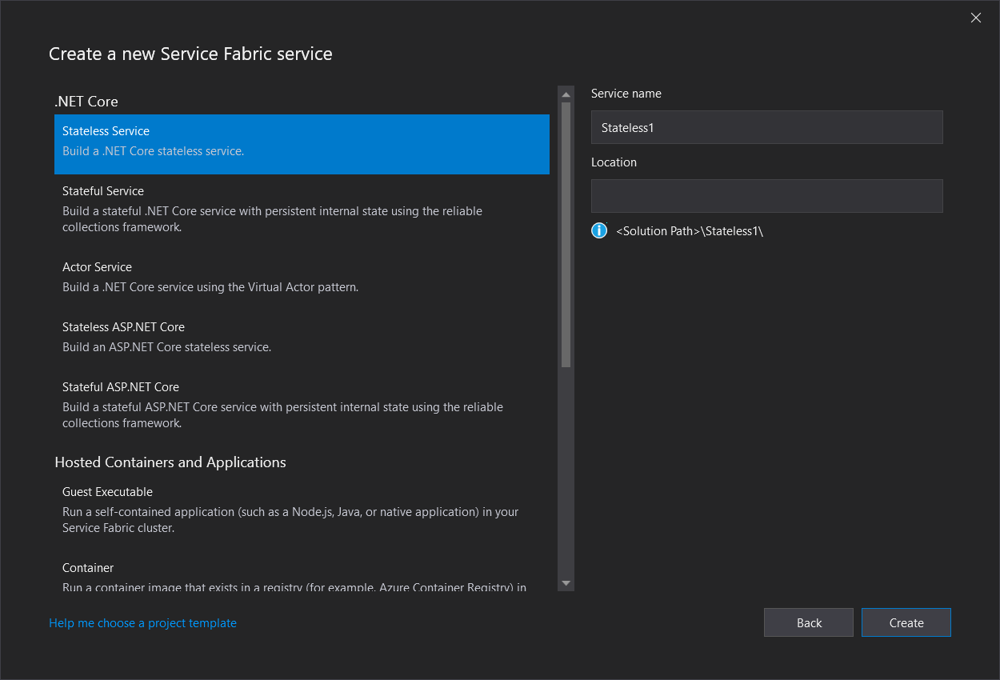 Create a new Service Fabric service
.NET Core
Stateless Service
Build a .NET Core stateless service.
Stateful Service
Build a stateful .NET Core service with persistent internal state using the reliable
collections framework.
Actor Service
Build a .NET Core service using the Virtual Actor pattern.
Stateless ASP.NET Core
Build an ASP.NET Core stateless service.
Stateful ASP.NET Core
Build a stateful ASP.NET Core service with persistent internal state using the reliable
collections framework.
Hosted Containers and Applications
Guest Executable
Run a self-contained application (such as a Node.js, Java, or native application) in your
Service Fabric cluster.
Container
Run a container image that exists in a registry (for example, Azure Container Registry) in
Service name
Stateless1
Location
<Solution Path>\Stateless1\
Help me choose a project template
Back
Create